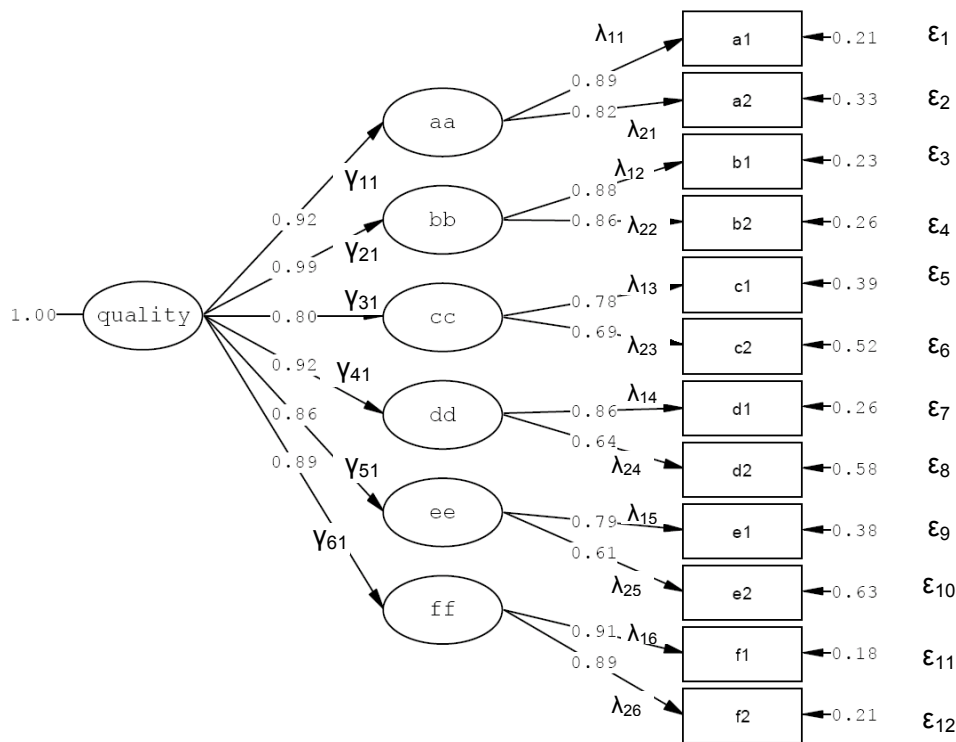 λ11 a1 0.21 ε1
0.89
aa 0.82 a2 0.33 ε2
λ21
γ11 λ12 b1 0.23 ε3
0.88
0.92 bb 0.86 λ22 b2 0.26 ε4
γ21
0.99 λ13 c1 0.39 ε5
γ31 0.78
1.00 quality 0.80 cc 0.69
λ23 c2 0.52 ε6
0.92 γ41 λ14
0.86 d1 0.26 ε7
0.86 dd 0.64
0.89 γ51 λ24 d2 0.58 ε8
ee 0.79 λ15 e1 0.38 ε9
γ61 0.61
λ25 e2 0.63 ε10
ff 0.91 λ16 f1 0.18 ε11
0.89
λ26 f2 0.21 ε12